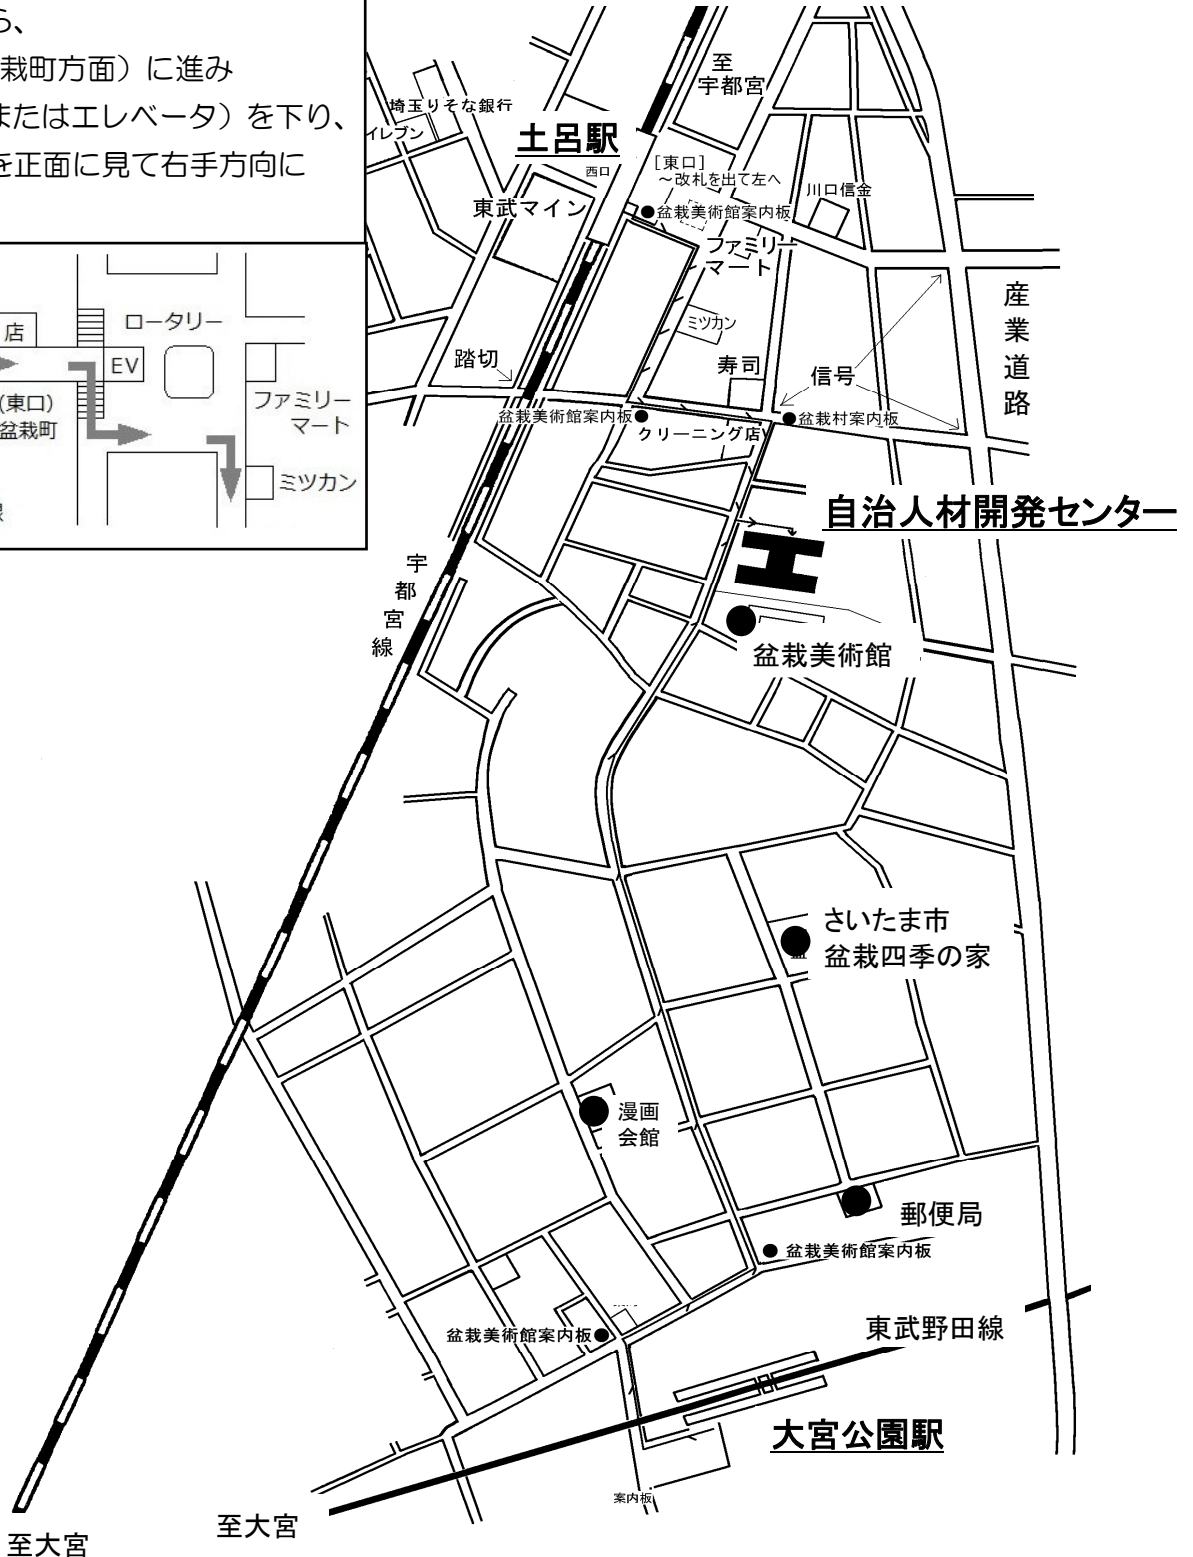 ら、
栽町方面）に進み
またはエレベータ）を下り、
を正面に見て右手方向に
店
ロータリー
EV
(東口)
盆栽町
ファミリー
マート
ミツカン
線
至
宇都宮
埼玉りそな銀行
イレブン
土呂駅
西口
[東口]
～改札を出て左へ
川口信金
東武マイン
盆栽美術館案内板
ファミリー
マート
ミツカン
産業道路
踏切
寿司
信号
盆栽美術館案内板
盆栽村案内板
クリーニング店
自治人材開発センター
宇都宮線
盆栽美術館
さいたま市
盆栽四季の家
漫画
会館
郵便局
盆栽美術館案内板
東武野田線
盆栽美術館案内板
大宮公園駅
案内板
至大宮
至大宮